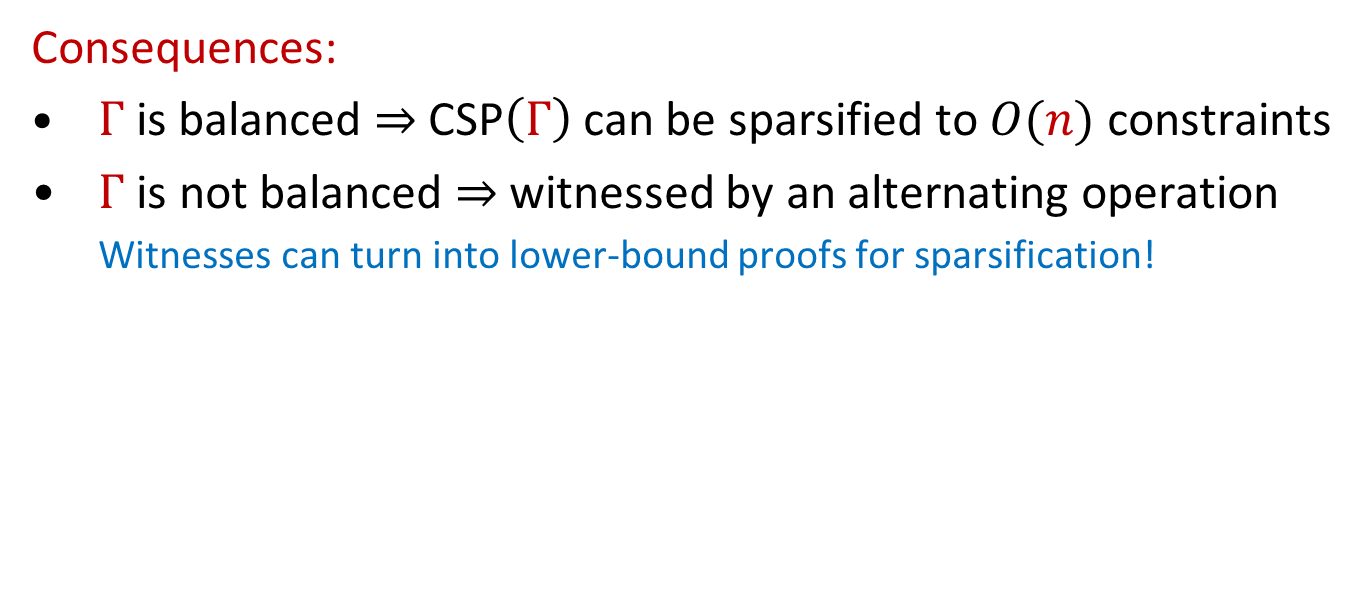 Consequences:
• Γ is balanced ⇒ CSP(Γ) can be sparsified to O(n) constraints
• Γ is not balanced ⇒ witnessed by an alternating operation
Witnesses can turn into lower-bound proofs for sparsification!